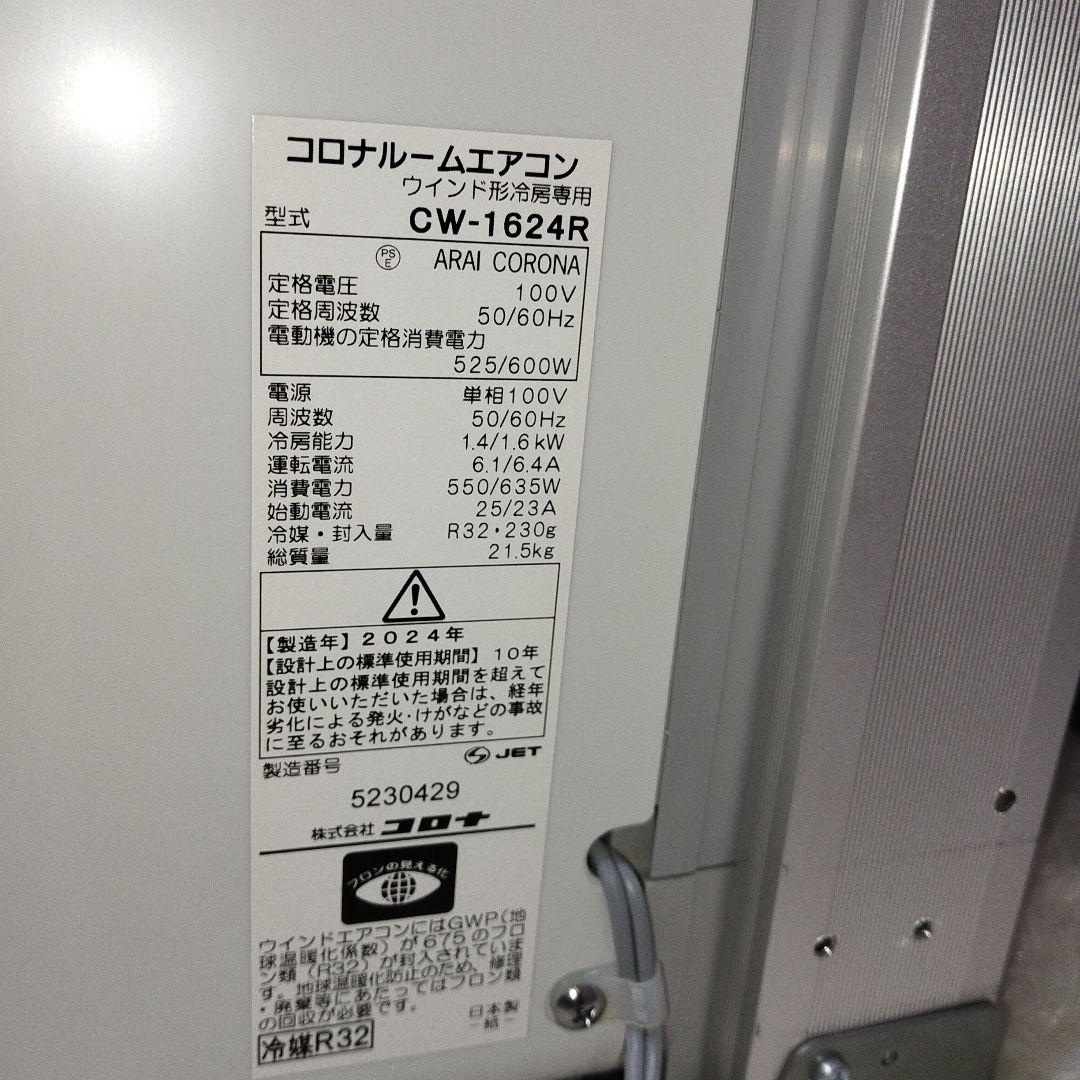 コロナルームエアコン
ウインド形冷房専用
型式 CW-1624R
PS E ARAI CORONA
定格電圧 100V
定格周波数 50/60Hz
電動機の定格消費電力
525/600W
電源 単相100V
周波数 50/60Hz
冷房能力 1.4/1.6kW
運転電流 6.1/6.4A
消費電力 550/635W
始動電流 25/23A
冷媒・封入量 R32・230g
総質量 21.5kg
【製造年】2024年
【設計上の標準使用期間】10年
設計上の標準使用期間を超えて
お使いいただいた場合は、経年
劣化による発火・けがなどの事故
に至るおそれがあります。
JET
製造番号
5230429
株式会社 コロナ
フロンの見える化
ウインドエアコンにはGWP(地
球温暖化係数)が675のフロ
ン類(R32)が封入されていま
す。地球温暖化防止のため、修理
・廃棄等にあたってはフロン類
の回収が必要です。
日本製
－給－
冷媒R32